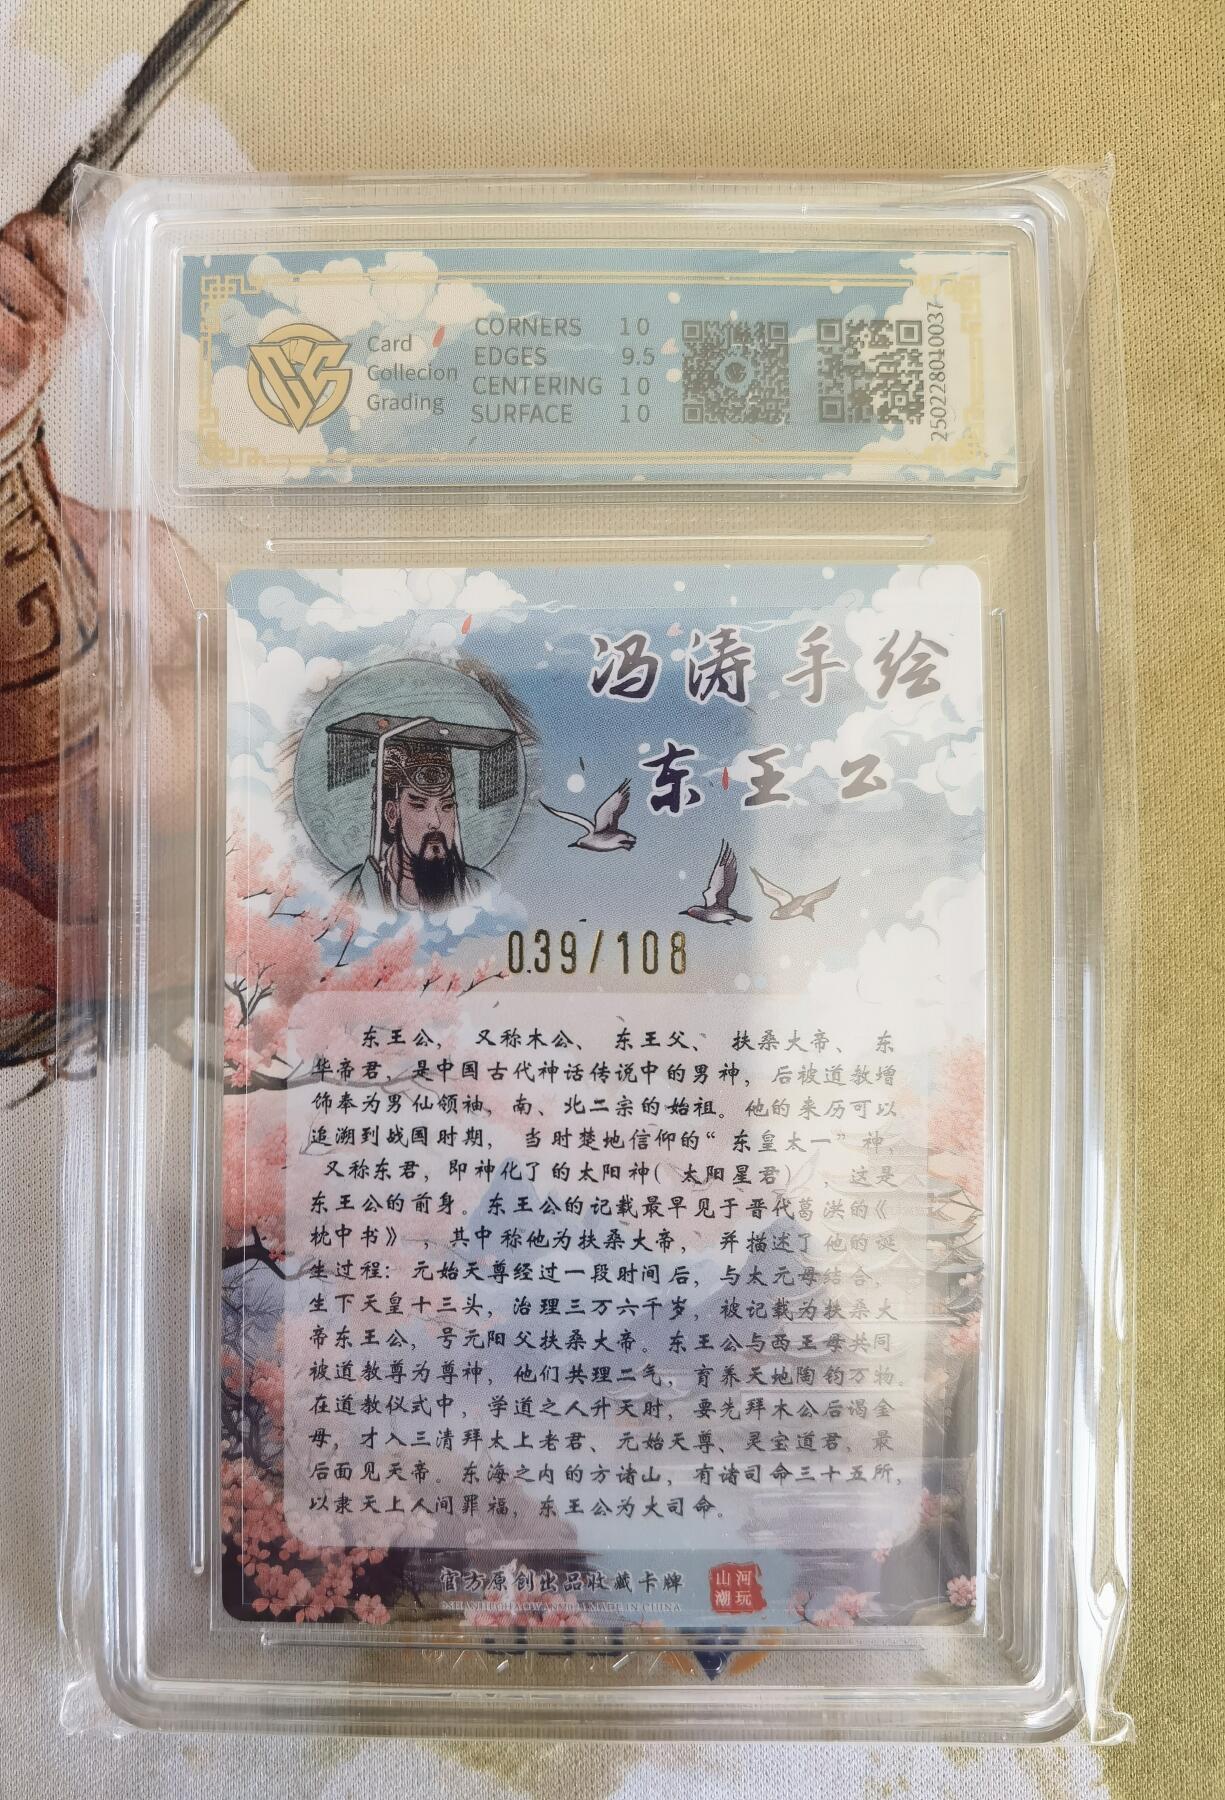 Card
Collecion
Grading
CORNERS 10
EDGES 9.5
CENTERING 10
SURFACE 10
250228010037
冯涛手绘
东王公
039/108
东王公，又称木公、东王父、扶桑大帝、东
华帝君，是中国古代神话传说中的男神，后被道教增
饰奉为男仙领袖，南、北二宗的始祖。他的来历可以
追溯到战国时期，当时楚地信仰的“东皇太一”神，
又称东君，即神化了的太阳神（太阳星君），这是
东王公的前身。东王公的记载最早见于晋代葛洪的《
枕中书》，其中称他为扶桑大帝，并描述了他的诞
生过程：元始天尊经过一段时间后，与太元母结合，
生下天皇十三头，治理三万六千岁，被记载为扶桑大
帝东王公，号元阳父扶桑大帝。东王公与西王母共同
被道教尊为尊神，他们共理二气，育养天地陶钧万物。
在道教仪式中，学道之人升天时，要先拜木公后谒金
母，才入三清拜太上老君、元始天尊、灵宝道君，最
后面见天帝。东海之内的方诸山，有诸司命三十五所，
以隶天上人间罪福，东王公为大司命。
官方原创出品收藏卡牌
©SHANHECHAOWANYIJIA MADE IN CHINA
山河
潮玩